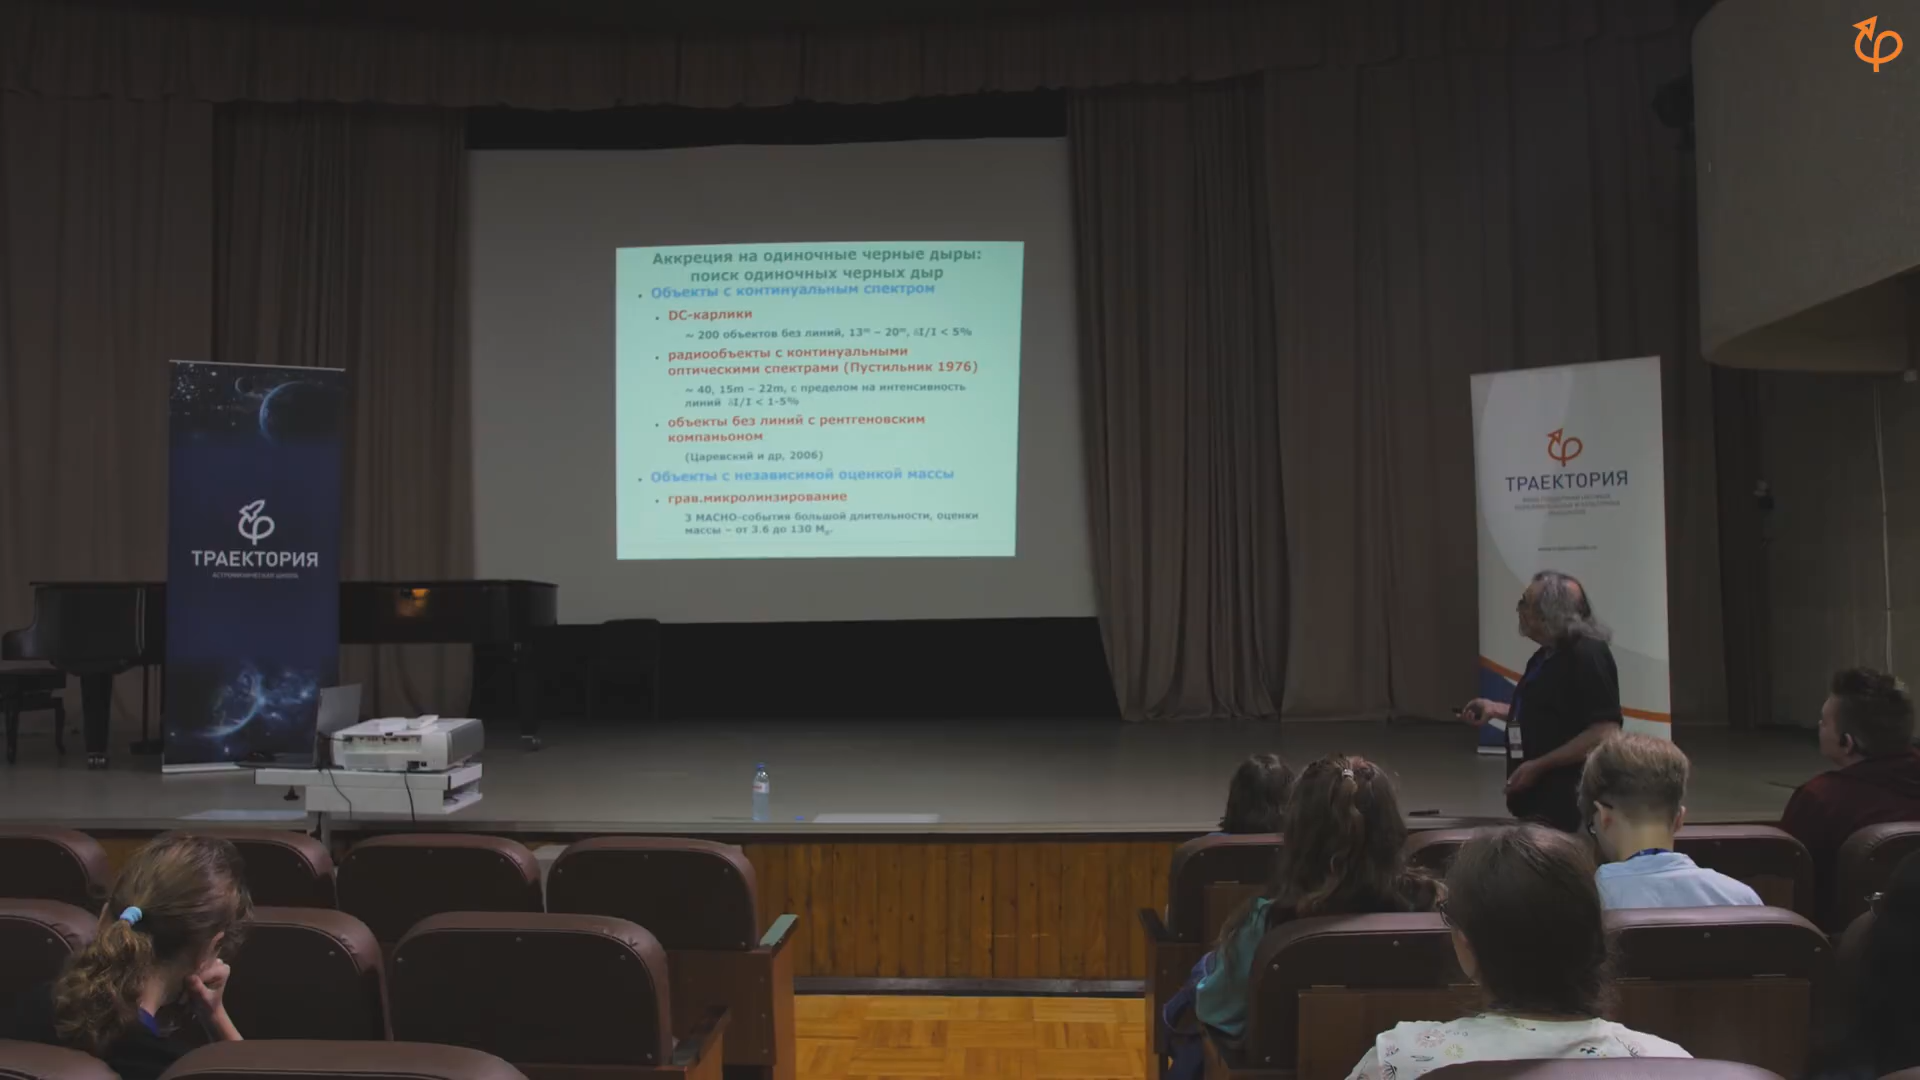 Аккреция на одиночные черные дыры:
поиск одиночных черных дыр
• Объекты с континуальным спектром
• DC-карлики
~ 200 объектов без линий, 13ᵐ – 20ᵐ, δI/I < 5%
• радиообъекты с континуальными
оптическими спектрами (Пустильник 1976)
~ 40, 15m – 22m, с пределом на интенсивность
линий δI/I < 1-5%
• объекты без линий с рентгеновским
компаньоном
(Царевский и др, 2006)
• Объекты с независимой оценкой массы
• грав.микролинзирование
3 МАСНО-события большой длительности, оценки
массы – от 3.6 до 130 M
ТРАЕКТОРИЯ
АСТРОФИЗИЧЕСКАЯ ШКОЛА
ТРАЕКТОРИЯ